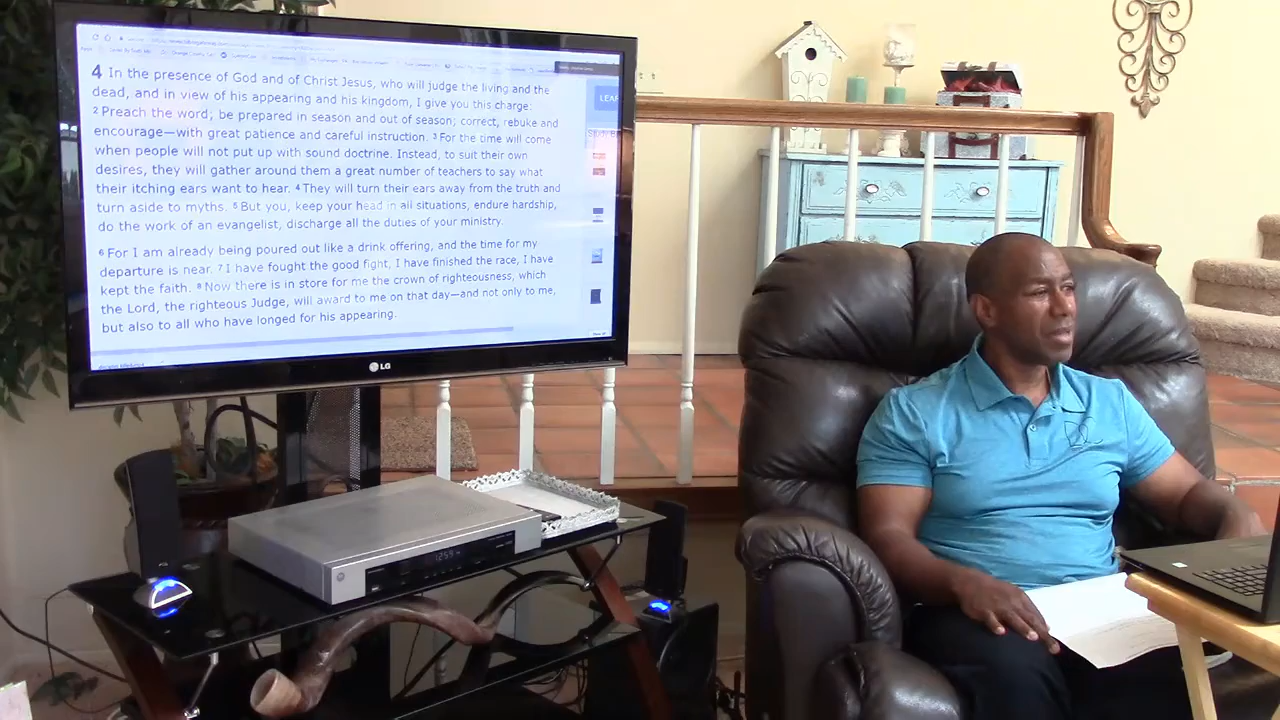 4 In the presence of God and of Christ Jesus, who will judge the living and the
dead, and in view of his appearing and his kingdom, I give you this charge:
2 Preach the word; be prepared in season and out of season; correct, rebuke and
encourage—with great patience and careful instruction. 3 For the time will come
when people will not put up with sound doctrine. Instead, to suit their own
desires, they will gather around them a great number of teachers to say what
their itching ears want to hear. 4 They will turn their ears away from the truth and
turn aside to myths. 5 But you, keep your head in all situations, endure hardship,
do the work of an evangelist, discharge all the duties of your ministry.
6 For I am already being poured out like a drink offering, and the time for my
departure is near. 7 I have fought the good fight, I have finished the race, I have
kept the faith. 8 Now there is in store for me the crown of righteousness, which
the Lord, the righteous Judge, will award to me on that day—and not only to me,
but also to all who have longed for his appearing.
LEAF
Study B
LG